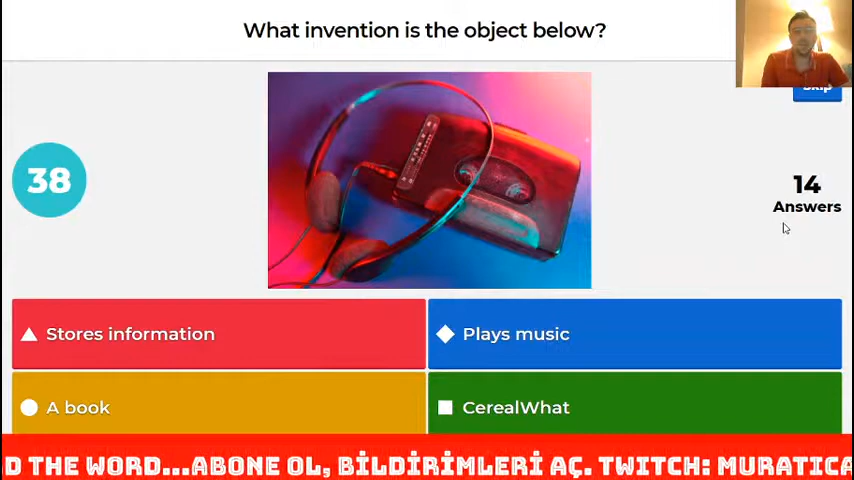 What invention is the object below?
Skip
38
14
Answers
Stores information
Plays music
A book
CerealWhat
D THE WORD...ABONE OL, BİLDİRİMLERİ AÇ. TWITCH: MURATICA